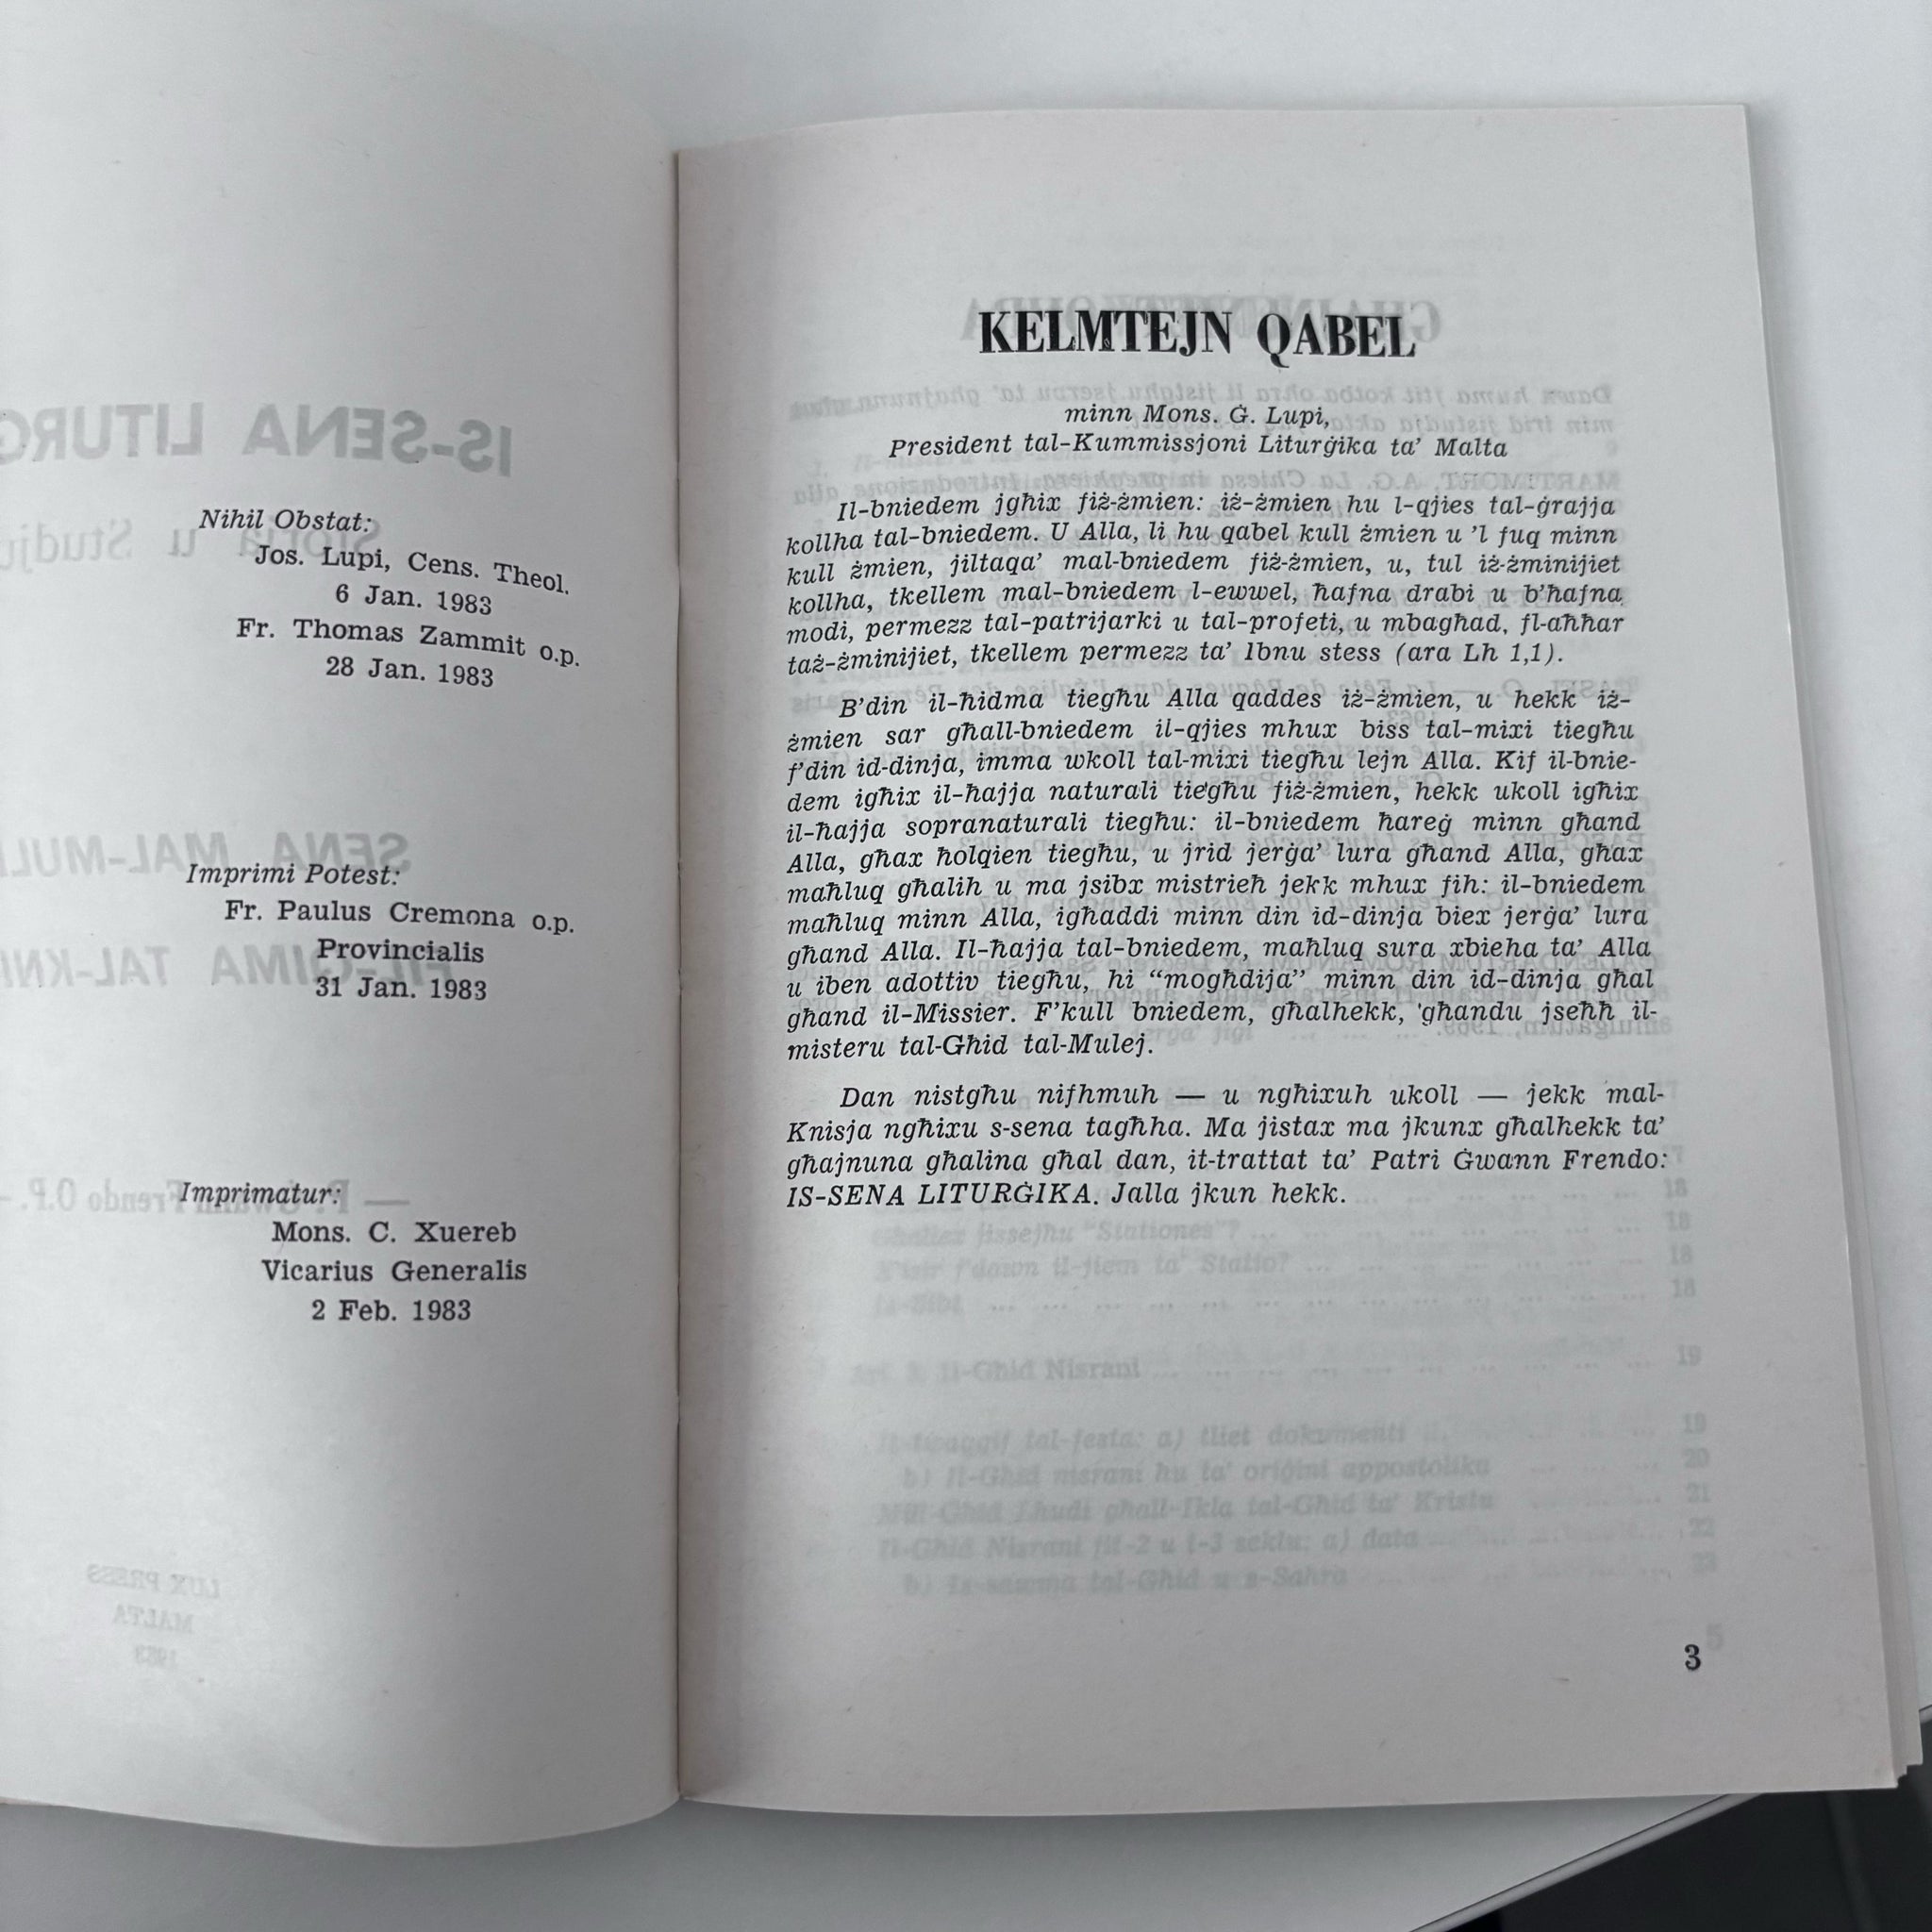 Nihil Obstat:
Jos. Lupi, Cens. Theol.
6 Jan. 1983
Fr. Thomas Zammit o.p.
28 Jan. 1983
Imprimi Potest:
Fr. Paulus Cremona o.p.
Provincialis
31 Jan. 1983
Imprimatur:
Mons. C. Xuereb
Vicarius Generalis
2 Feb. 1983
KELMTEJN QABEL
minn Mons. Ġ. Lupi,
President tal-Kummissjoni Liturġika ta' Malta
Il-bniedem jgħix fiż-żmien: iż-żmien hu l-qjies tal-ġrajja
kollha tal-bniedem. U Alla, li hu qabel kull żmien u 'l fuq minn
kull żmien, jiltaqa' mal-bniedem fiż-żmien, u, tul iż-żminijiet
kollha, tkellem mal-bniedem l-ewwel, ħafna drabi u b'ħafna
modi, permezz tal-patrijarki u tal-profeti, u mbagħad, fl-aħħar
taż-żminijiet, tkellem permezz ta' Ibnu stess (ara Lh 1,1).
B'din il-ħidma tiegħu Alla qaddes iż-żmien, u hekk iż-
żmien sar għall-bniedem il-qjies mhux biss tal-mixi tiegħu
f'din id-dinja, imma wkoll tal-mixi tiegħu lejn Alla. Kif il-bnie-
dem igħix il-ħajja naturali tiegħu fiż-żmien, hekk ukoll igħix
il-ħajja sopranaturali tiegħu: il-bniedem ħareġ minn għand
Alla, għax ħolqien tiegħu, u jrid jerġa' lura għand Alla, għax
maħluq għalih u ma jsibx mistrieħ jekk mhux fih: il-bniedem
maħluq minn Alla, igħaddi minn din id-dinja biex jerġa' lura
għand Alla. Il-ħajja tal-bniedem, maħluq sura xbieha ta' Alla
u iben adottiv tiegħu, hi “mogħdija” minn din id-dinja għal
għand il-Missier. F'kull bniedem, għalhekk, għandu jseħħ il-
misteru tal-Għid tal-Mulej.
Dan nistgħu nifhmuh — u ngħixuh ukoll — jekk mal-
Knisja ngħixu s-sena tagħha. Ma jistax ma jkunx għalhekk ta'
għajnuna għalina għal dan, it-trattat ta' Patri Ġwann Frendo:
IS-SENA LITURĠIKA. Jalla jkun hekk.
3